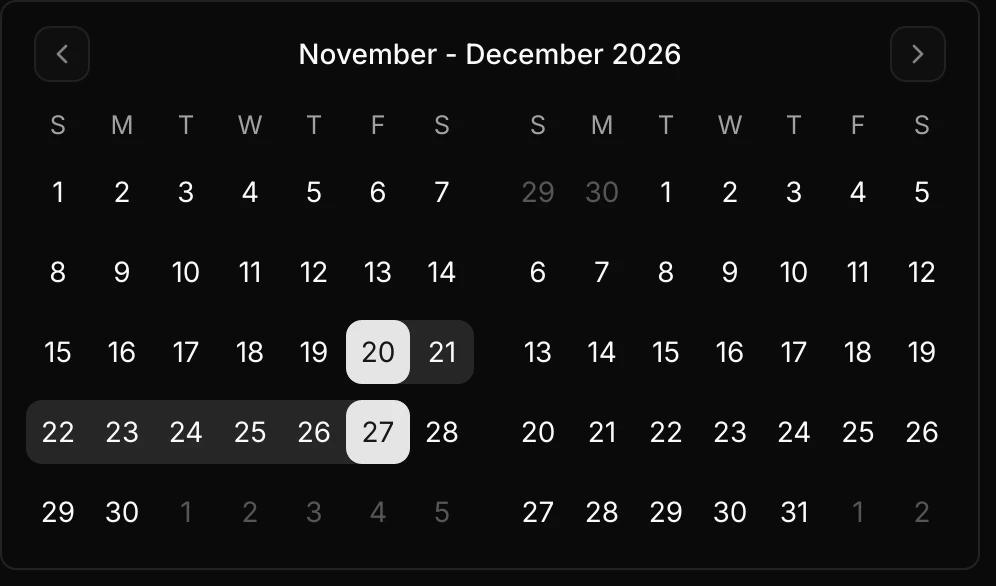 November - December 2026
S M T W T F S
1 2 3 4 5 6 7
8 9 10 11 12 13 14
15 16 17 18 19 20 21
22 23 24 25 26 27 28
29 30 1 2 3 4 5
S M T W T F S
29 30 1 2 3 4 5
6 7 8 9 10 11 12
13 14 15 16 17 18 19
20 21 22 23 24 25 26
27 28 29 30 31 1 2